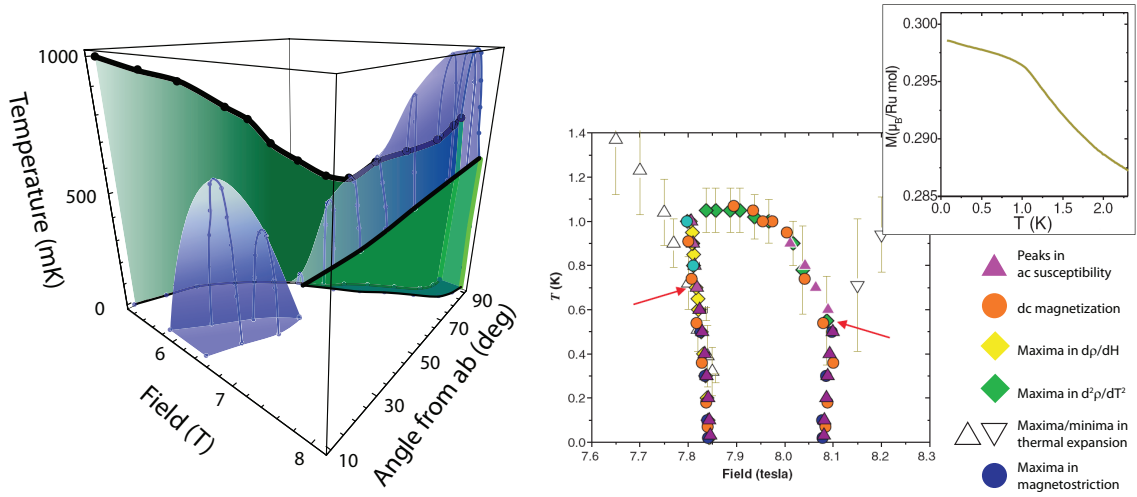 1000
500
0
Temperature (mK)
6
7
8
Field (T)
10
30
50
70
90
Angle from ab (deg)
1.4
1.2
1.0
0.8
0.6
0.4
0.2
0.0
T (K)
7.6
7.7
7.8
7.9
8.0
8.1
8.2
8.3
Field (tesla)
0.300
0.295
0.290
0.285
M(μB/Ru mol)
0.0
0.5
1.0
1.5
2.0
T (K)
Peaks in
ac susceptibility
dc magnetization
Maxima in dρ/dH
Maxima in d²ρ/dT²
Maxima/minima in
thermal expansion
Maxima in
magnetostriction